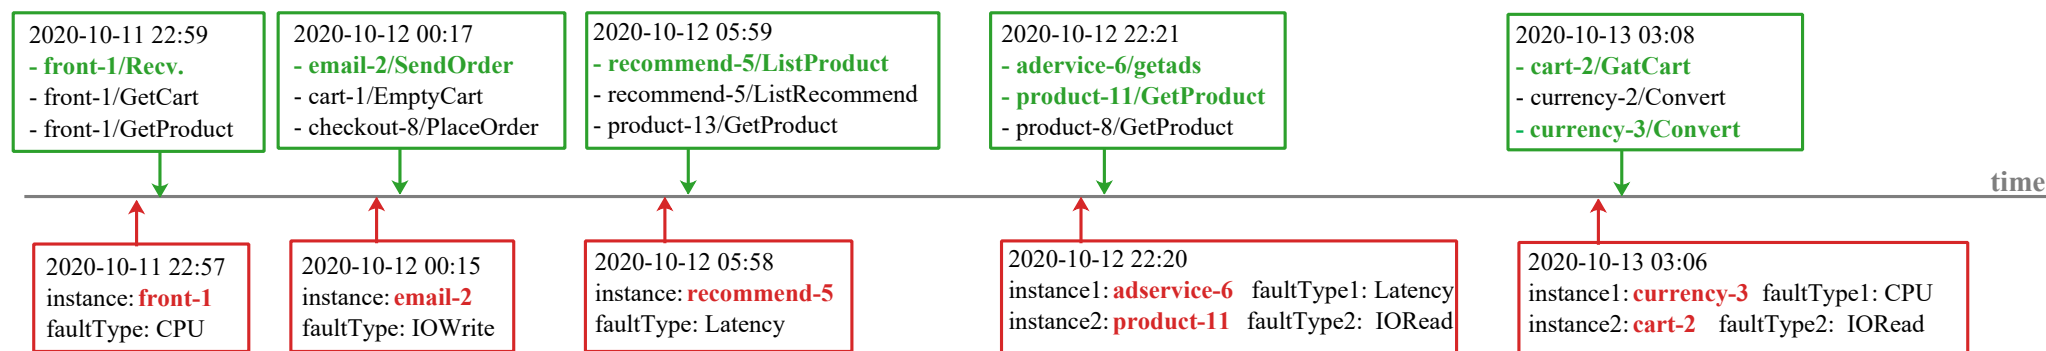 2020-10-11 22:59
- front-1/Recv.
- front-1/GetCart
- front-1/GetProduct
2020-10-12 00:17
- email-2/SendOrder
- cart-1/EmptyCart
- checkout-8/PlaceOrder
2020-10-12 05:59
- recommend-5/ListProduct
- recommend-5/ListRecommend
- product-13/GetProduct
2020-10-12 22:21
- adervice-6/getads
- product-11/GetProduct
- product-8/GetProduct
2020-10-13 03:08
- cart-2/GatCart
- currency-2/Convert
- currency-3/Convert
time
2020-10-11 22:57
instance: front-1
faultType: CPU
2020-10-12 00:15
instance: email-2
faultType: IOWrite
2020-10-12 05:58
instance: recommend-5
faultType: Latency
2020-10-12 22:20
instance1: adservice-6 faultType1: Latency
instance2: product-11 faultType2: IORead
2020-10-13 03:06
instance1: currency-3 faultType1: CPU
instance2: cart-2 faultType2: IORead